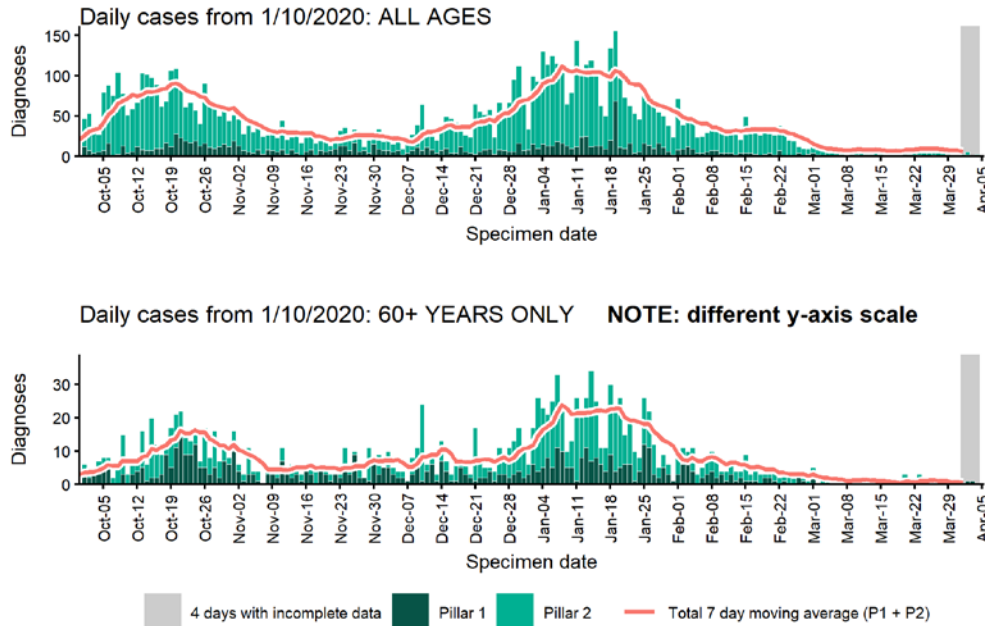 Daily cases from 1/10/2020: ALL AGES
Diagnoses
150
100
50
0
Oct-05
Oct-12
Oct-19
Oct-26
Nov-02
Nov-09
Nov-16
Nov-23
Nov-30
Dec-07
Dec-14
Dec-21
Dec-28
Jan-04
Jan-11
Jan-18
Jan-25
Feb-01
Feb-08
Feb-15
Feb-22
Mar-01
Mar-08
Mar-15
Mar-22
Mar-29
Apr-05
Specimen date
Daily cases from 1/10/2020: 60+ YEARS ONLY NOTE: different y-axis scale
Diagnoses
30
20
10
0
Oct-05
Oct-12
Oct-19
Oct-26
Nov-02
Nov-09
Nov-16
Nov-23
Nov-30
Dec-07
Dec-14
Dec-21
Dec-28
Jan-04
Jan-11
Jan-18
Jan-25
Feb-01
Feb-08
Feb-15
Feb-22
Mar-01
Mar-08
Mar-15
Mar-22
Mar-29
Apr-05
Specimen date
4 days with incomplete data Pillar 1 Pillar 2 Total 7 day moving average (P1 + P2)